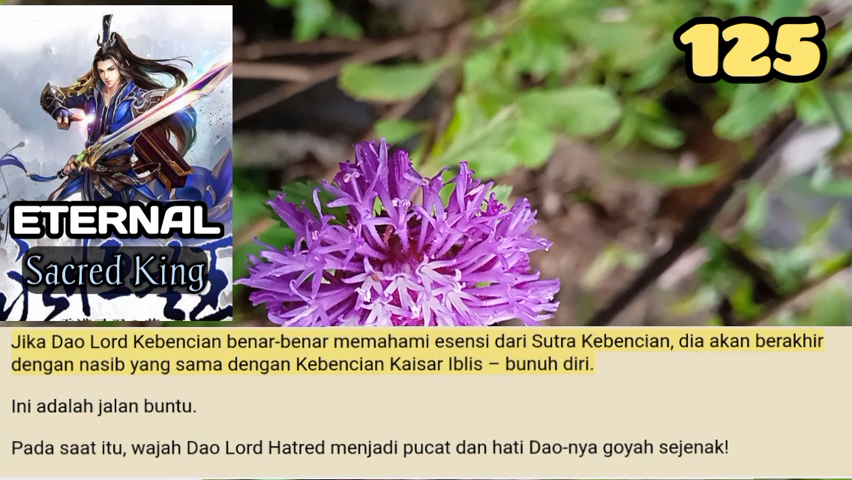 125
ETERNAL
Sacred King
Jika Dao Lord Kebencian benar-benar memahami esensi dari Sutra Kebencian, dia akan berakhir
dengan nasib yang sama dengan Kebencian Kaisar Iblis – bunuh diri.
Ini adalah jalan buntu.
Pada saat itu, wajah Dao Lord Hatred menjadi pucat dan hati Dao-nya goyah sejenak!